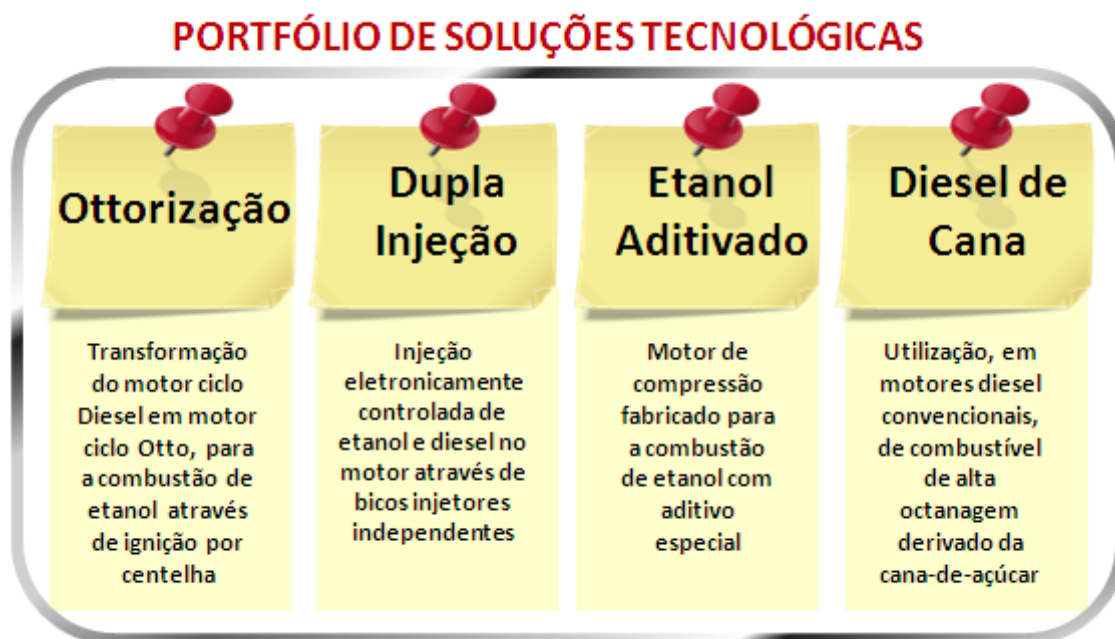 PORTFÓLIO DE SOLUÇÕES TECNOLÓGICAS
Ottorização
Transformação
do motor ciclo
Diesel em motor
ciclo Otto, para
a combustão de
etanol através
de ignição por
centelha
Dupla
Injeção
Injeção
eletronicamente
controlada de
etanol e diesel no
motor através de
bicos injetores
independentes
Etanol
Aditivado
Motor de
compressão
fabricado para
a combustão
de etanol com
aditivo
especial
Diesel de
Cana
Utilização, em
motores diesel
convencionais,
de combustível
de alta
octanagem
derivado da
cana-de-açúcar